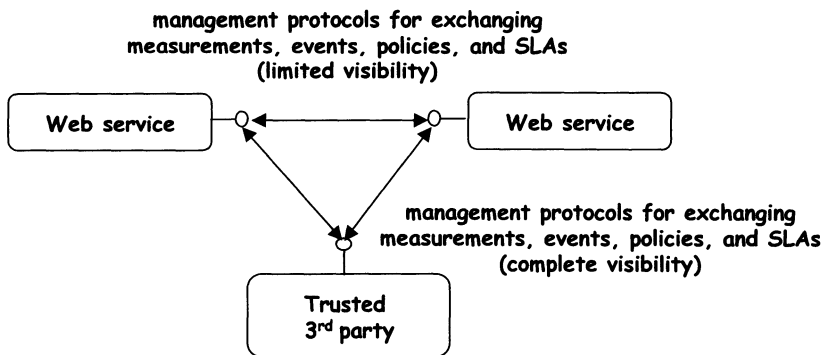 management protocols for exchanging
measurements, events, policies, and SLAs
(limited visibility)
Web service
Web service
management protocols for exchanging
measurements, events, policies, and SLAs
(complete visibility)
Trusted
3rd party